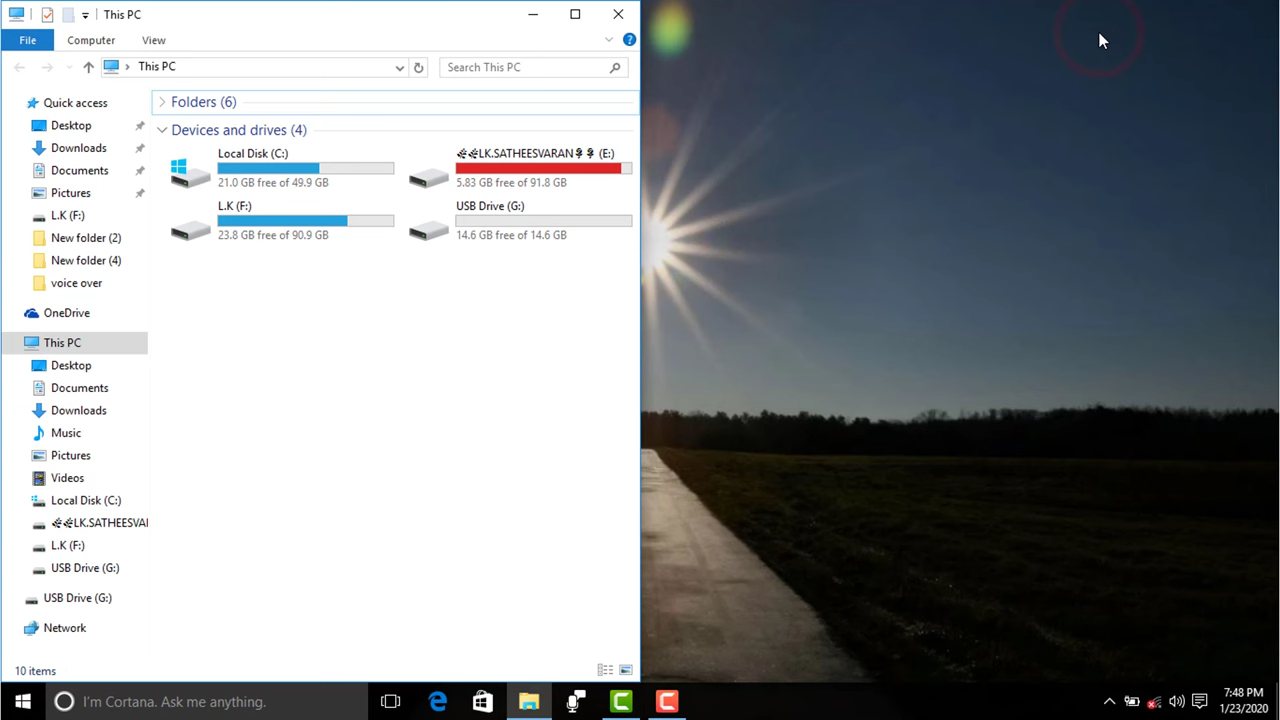 This PC
File Computer View
This PC
Search This PC
Quick access
Desktop
Downloads
Documents
Pictures
L.K (F:)
New folder (2)
New folder (4)
voice over
OneDrive
This PC
Desktop
Documents
Downloads
Music
Pictures
Videos
Local Disk (C:)
LK.SATHEESVAI
L.K (F:)
USB Drive (G:)
USB Drive (G:)
Network
Folders (6)
Devices and drives (4)
Local Disk (C:)
21.0 GB free of 49.9 GB
LK.SATHEESVARAN (E:)
5.83 GB free of 91.8 GB
L.K (F:)
23.8 GB free of 90.9 GB
USB Drive (G:)
14.6 GB free of 14.6 GB
10 items
I'm Cortana. Ask me anything.
7:48 PM
1/23/2020